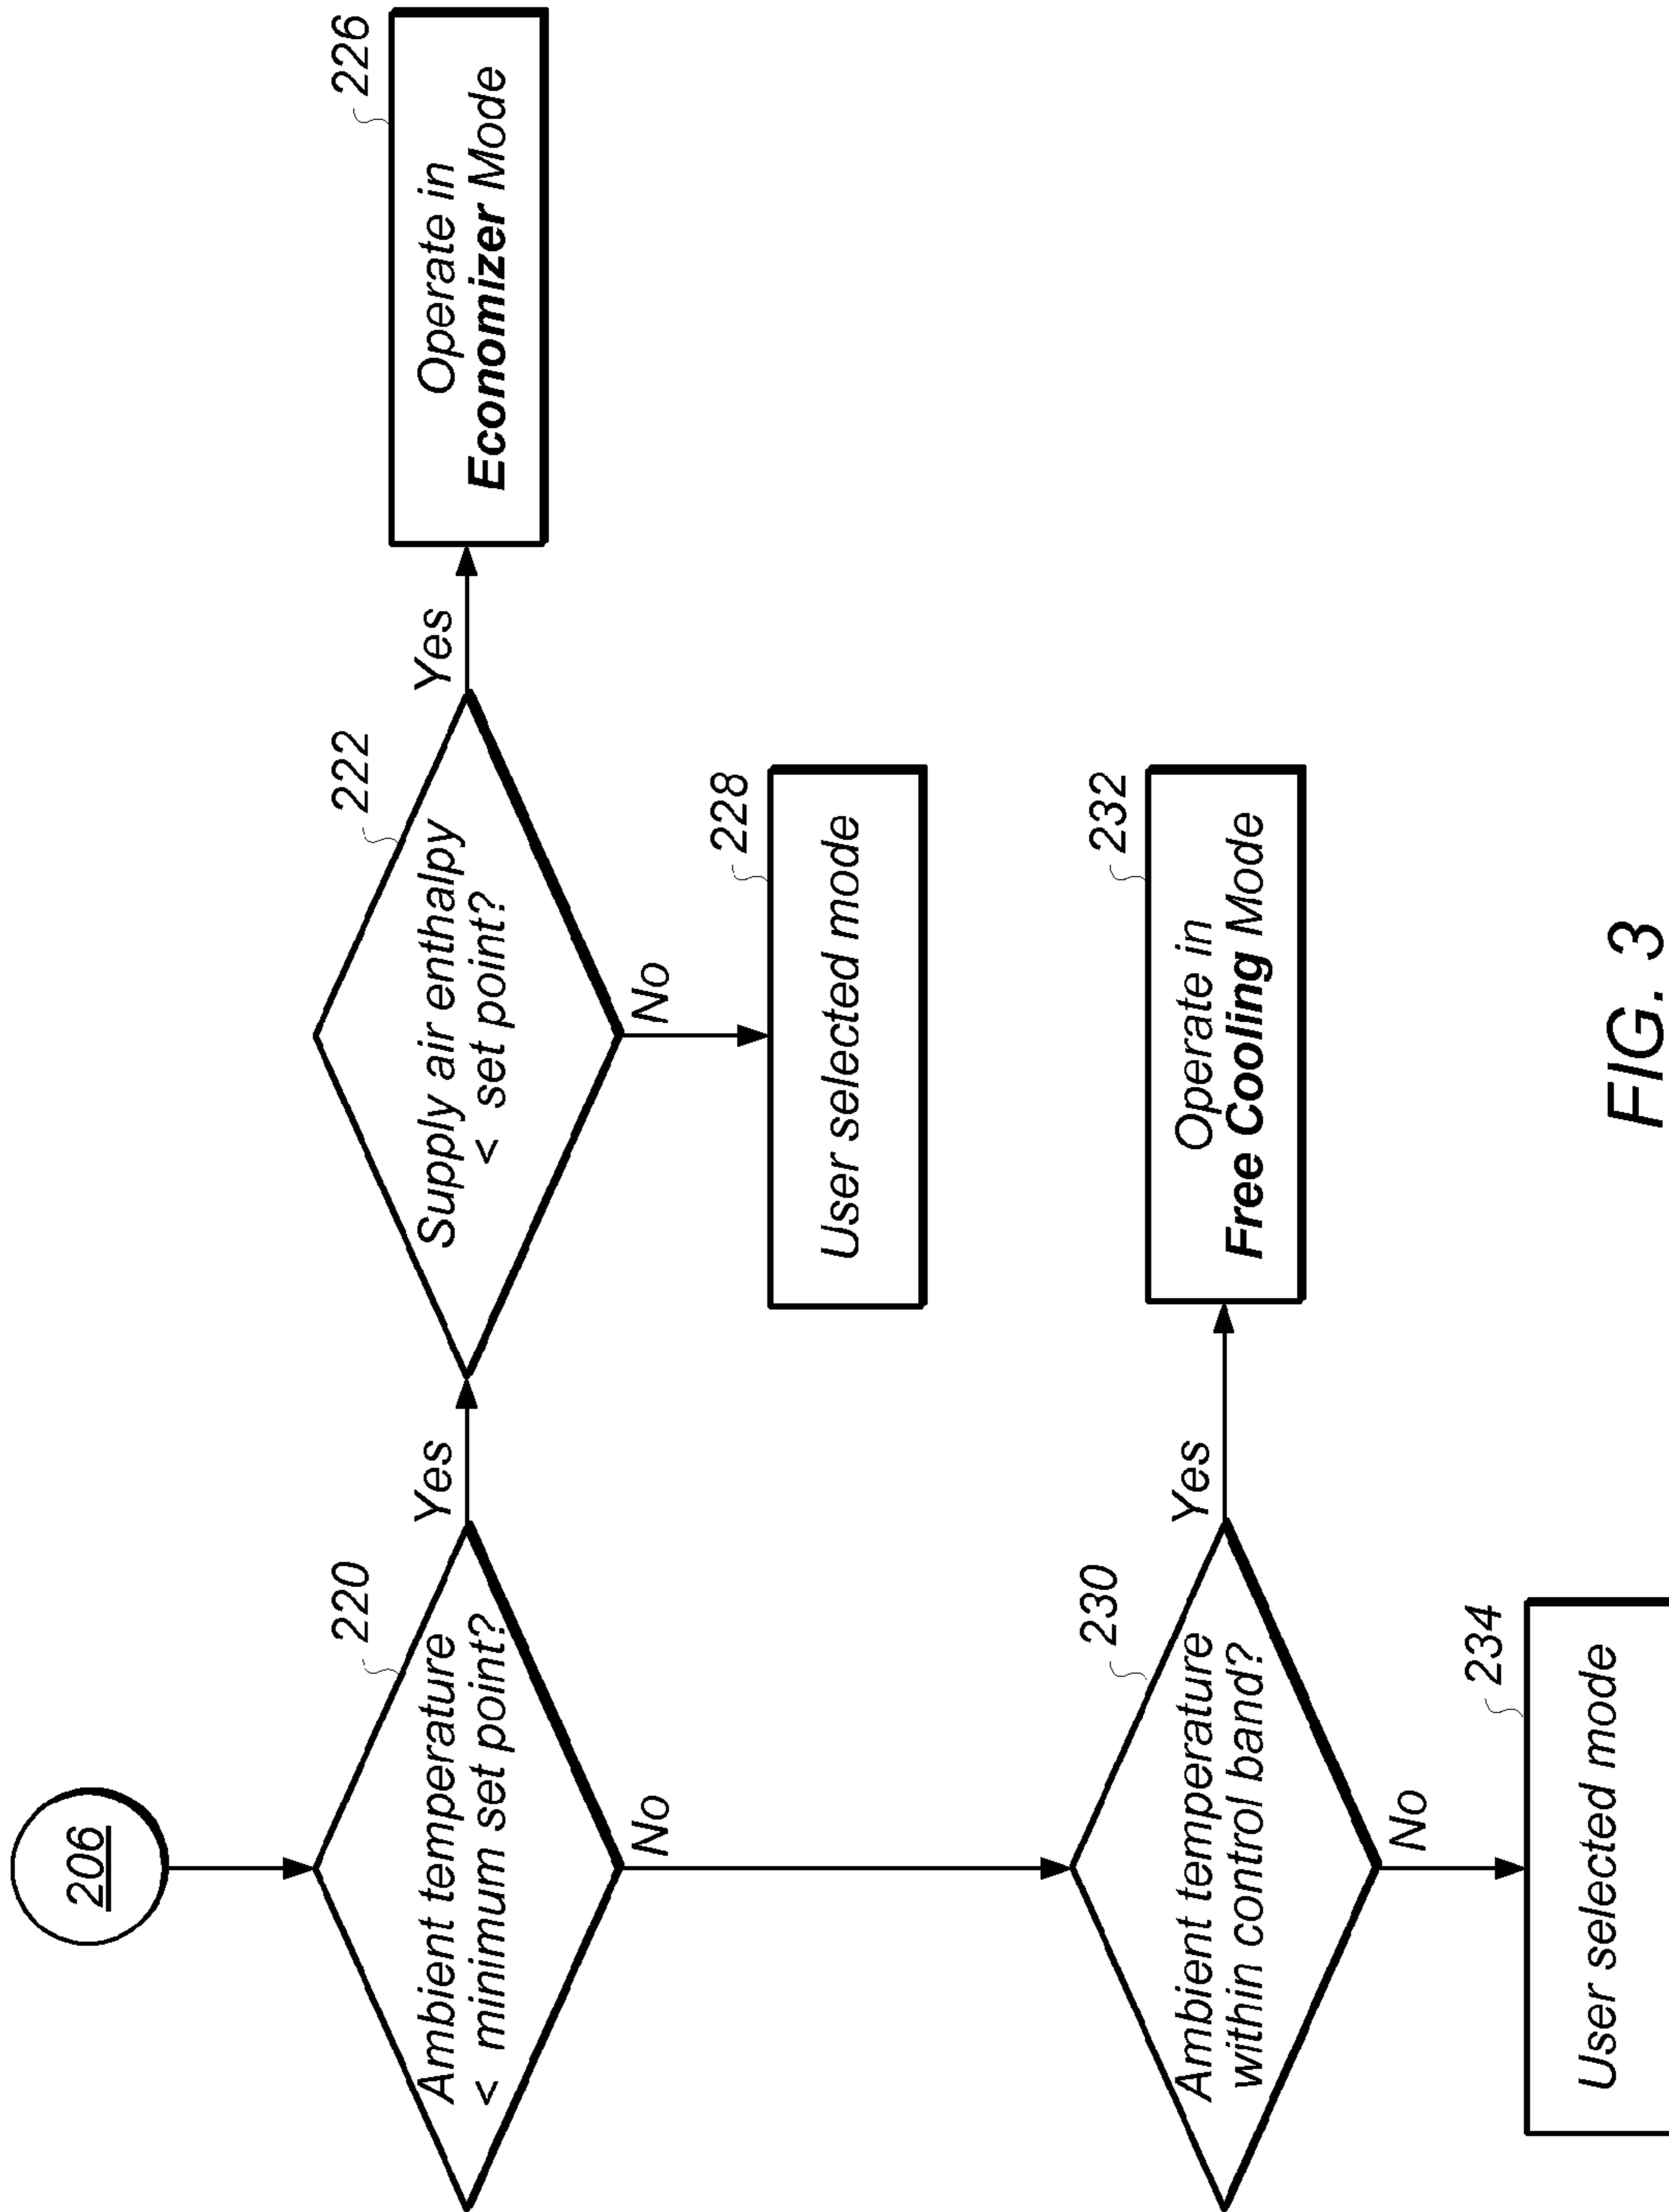 206
220
Ambient temperature
< minimum set point?
Yes
No
222
Supply air enthalpy
< set point?
Yes
No
226
Operate in
Economizer Mode
228
User selected mode
230
Ambient temperature
within control band?
Yes
No
232
Operate in
Free Cooling Mode
234
User selected mode
FIG. 3